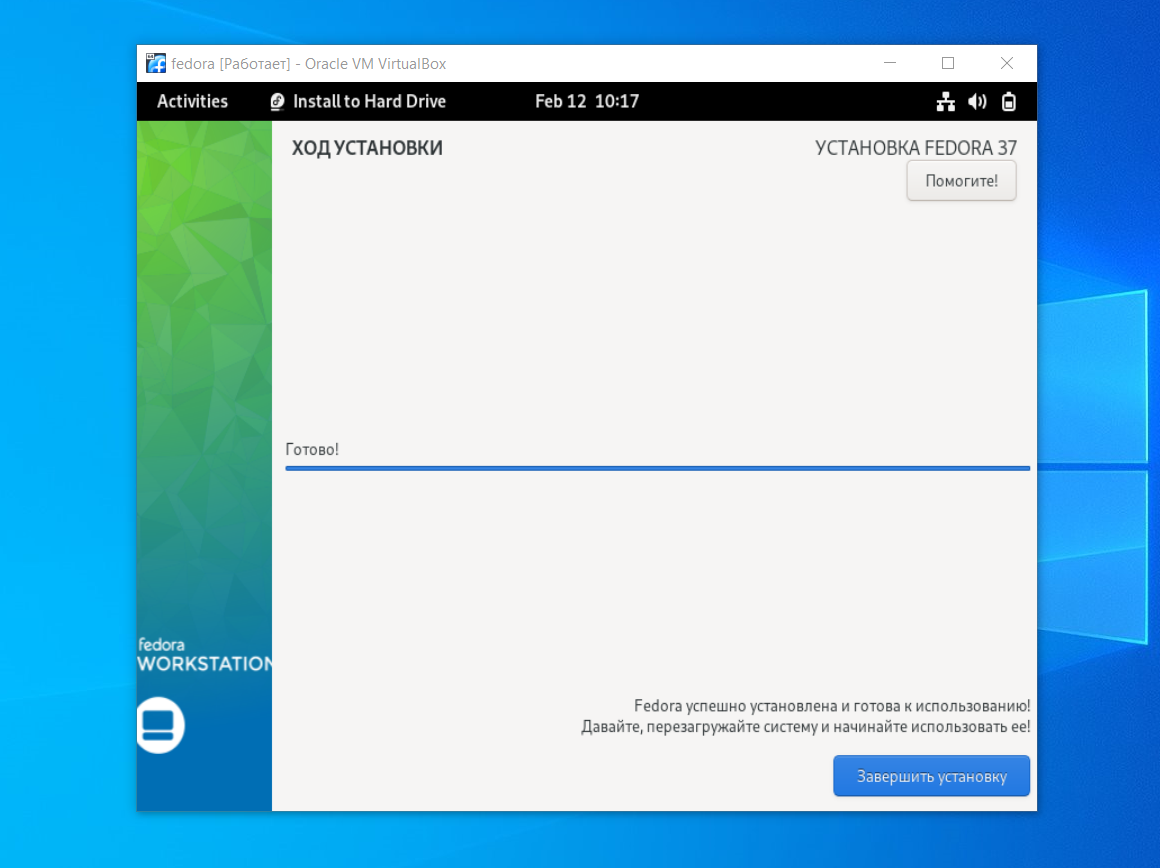 fedora [Работает] - Oracle VM VirtualBox
Activities Install to Hard Drive Feb 12 10:17
ХОД УСТАНОВКИ УСТАНОВКА FEDORA 37
Помогите!
Готово!
fedora
WORKSTATION
Fedora успешно установлена и готова к использованию!
Давайте, перезагружайте систему и начинайте использовать ее!
Завершить установку